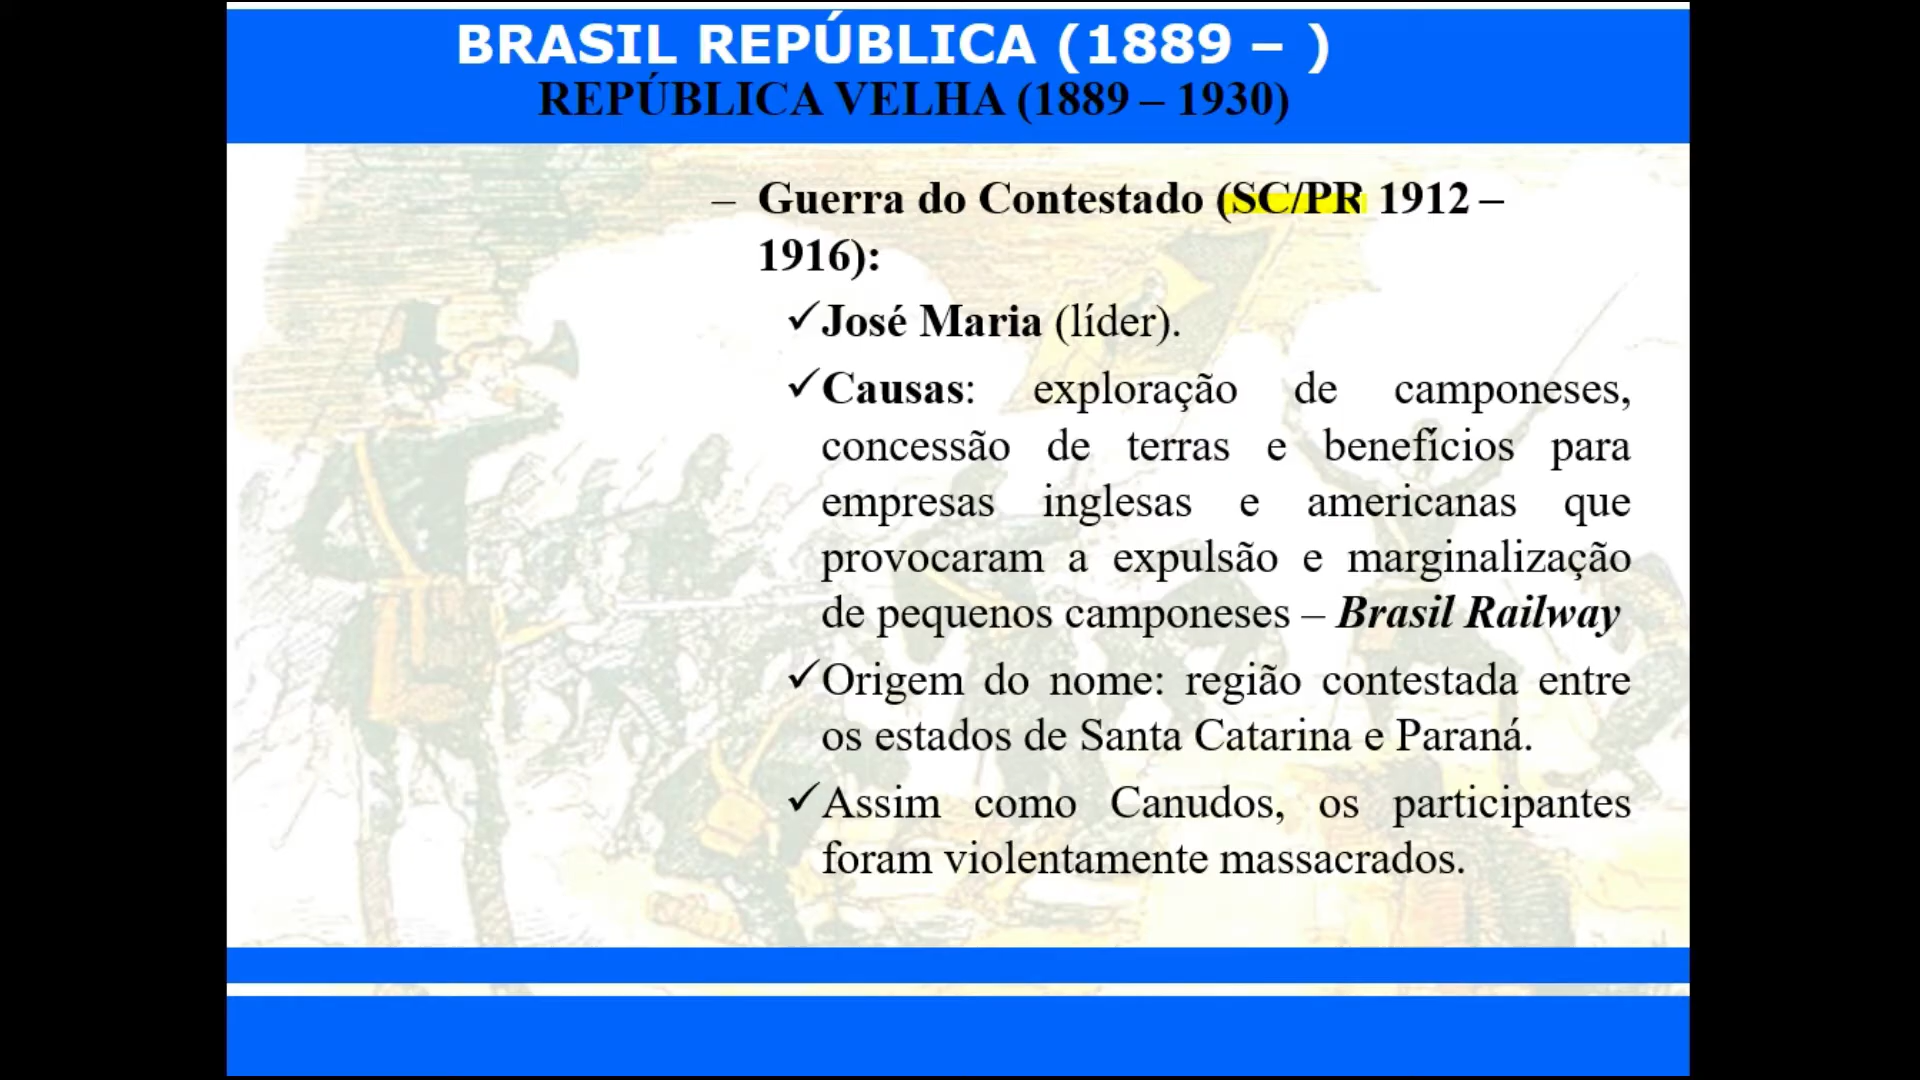 BRASIL REPÚBLICA (1889 – )
REPÚBLICA VELHA (1889 – 1930)
– Guerra do Contestado (SC/PR 1912 –
1916):
✓José Maria (líder).
✓Causas: exploração de camponeses,
concessão de terras e benefícios para
empresas inglesas e americanas que
provocaram a expulsão e marginalização
de pequenos camponeses – Brasil Railway
✓Origem do nome: região contestada entre
os estados de Santa Catarina e Paraná.
✓Assim como Canudos, os participantes
foram violentamente massacrados.